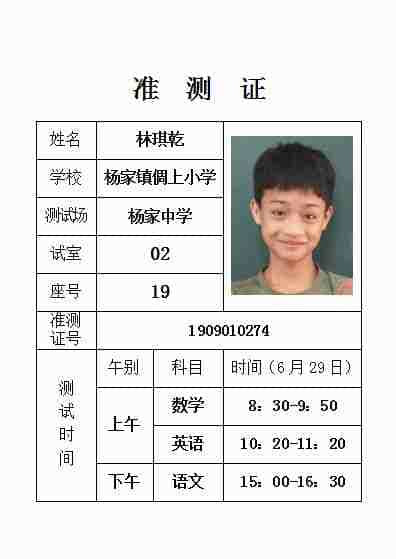 准 测 证
姓名 林琪乾
学校 杨家镇倜上小学
测试场 杨家中学
试室 02
座号 19
准测证号 1909010274
测试时间 午别 科目 时间（6月29日）
上午 数学 8：30-9：50
英语 10：20-11：20
下午 语文 15：00-16：30